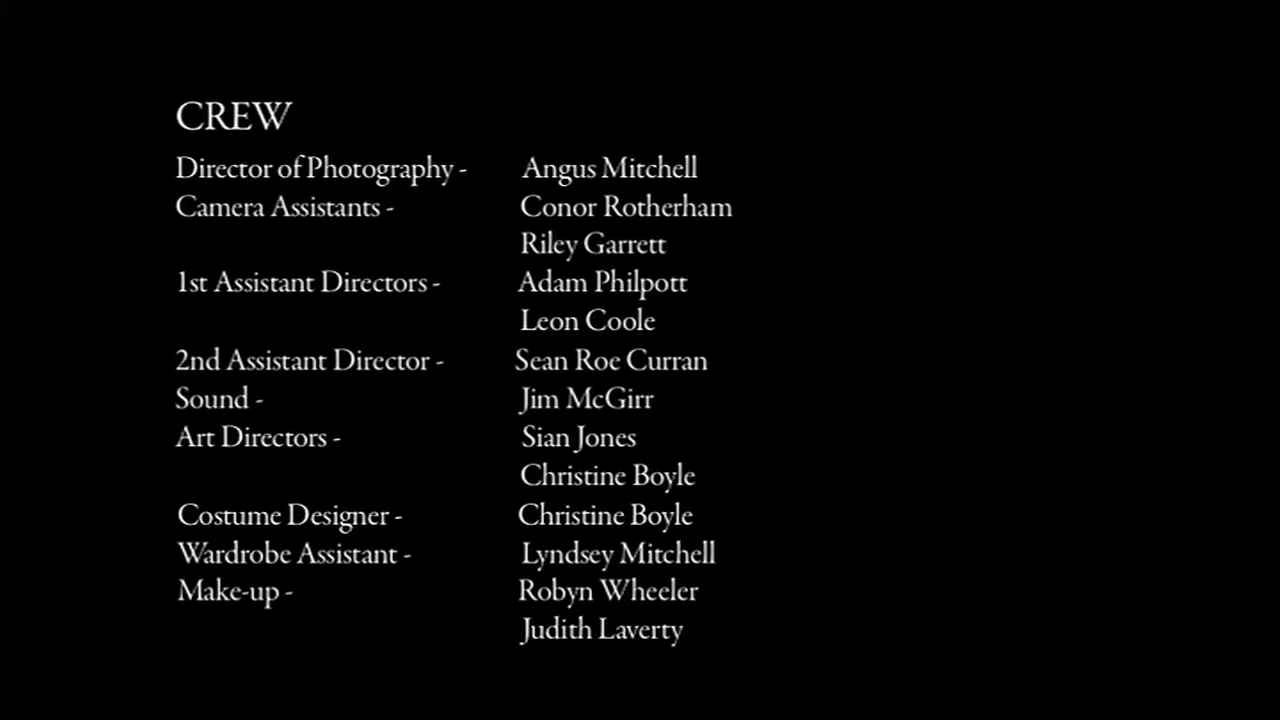 CREW
Director of Photography - Angus Mitchell
Camera Assistants - Conor Rotherham
Riley Garrett
1st Assistant Directors - Adam Philpott
Leon Coole
2nd Assistant Director - Sean Roe Curran
Sound - Jim McGirr
Art Directors - Sian Jones
Christine Boyle
Costume Designer - Christine Boyle
Wardrobe Assistant - Lyndsey Mitchell
Make-up - Robyn Wheeler
Judith Laverty